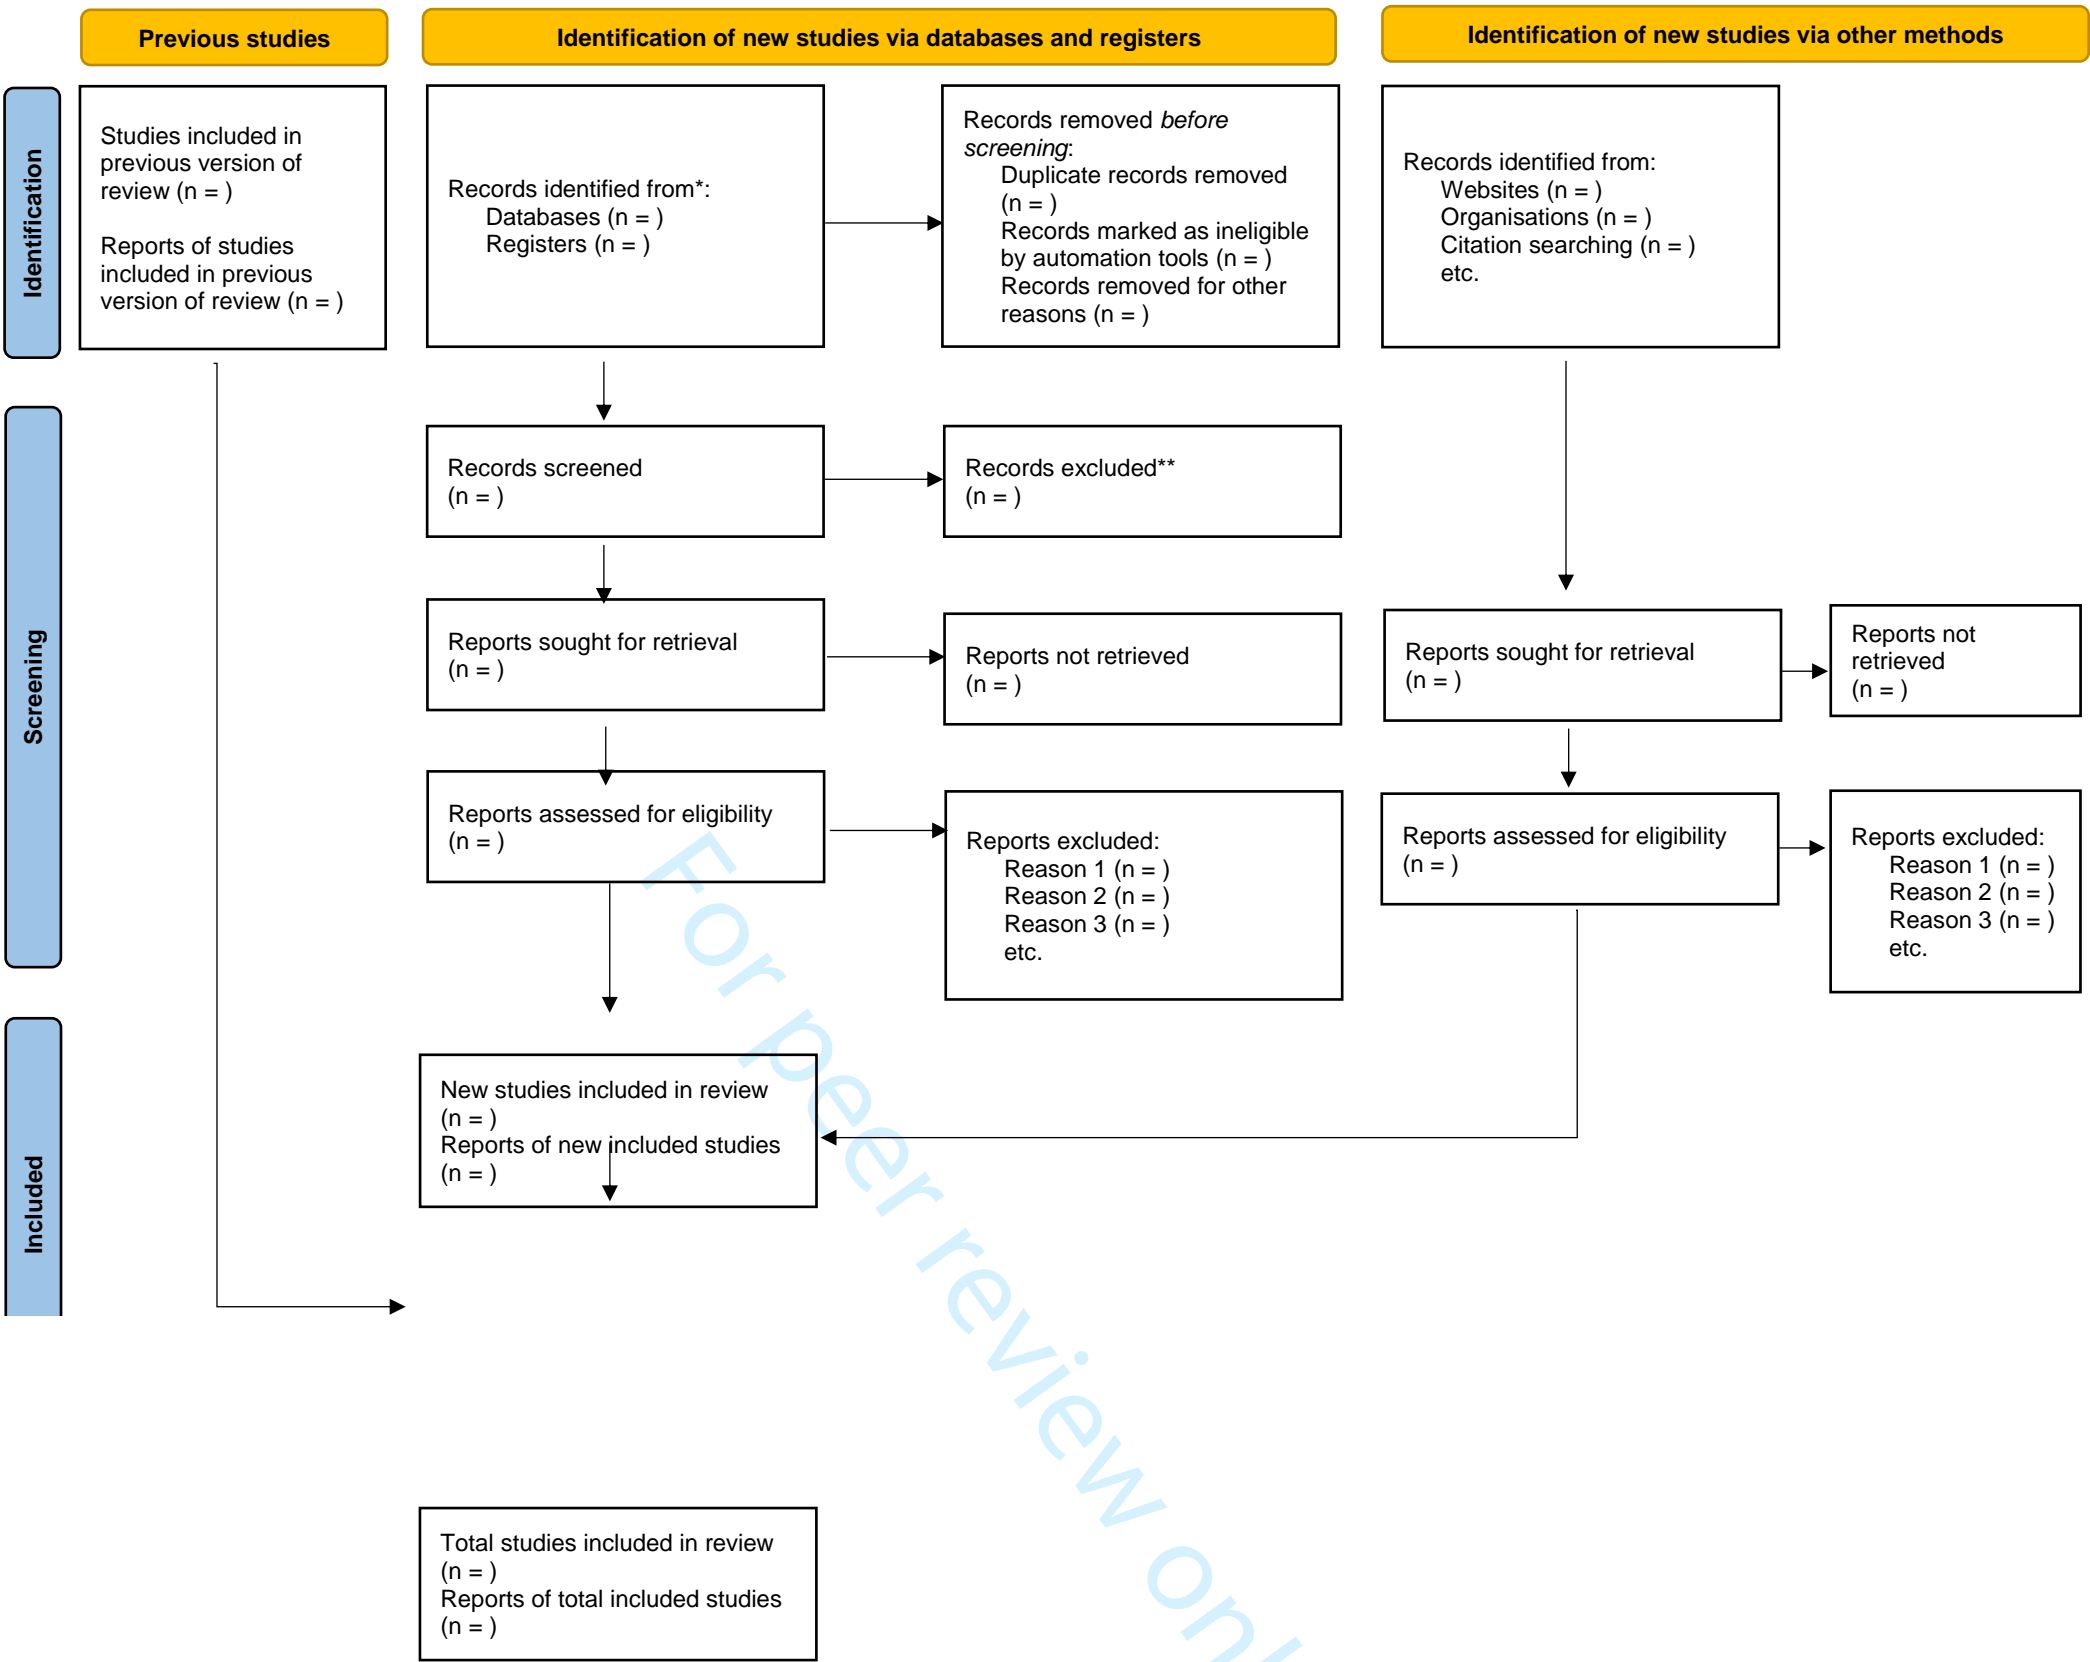 Previous studies
Identification of new studies via databases and registers
Identification of new studies via other methods
Identification
Studies included in
previous version of
review (n = )
Reports of studies
included in previous
version of review (n = )
Records identified from*:
Databases (n = )
Registers (n = )
Records removed before
screening:
Duplicate records removed
(n = )
Records marked as ineligible
by automation tools (n = )
Records removed for other
reasons (n = )
Records identified from:
Websites (n = )
Organisations (n = )
Citation searching (n = )
etc.
Screening
Records screened
(n = )
Records excluded**
(n = )
Reports sought for retrieval
(n = )
Reports not retrieved
(n = )
Reports sought for retrieval
(n = )
Reports not
retrieved
(n = )
Reports assessed for eligibility
(n = )
Reports excluded:
Reason 1 (n = )
Reason 2 (n = )
Reason 3 (n = )
etc.
Reports assessed for eligibility
(n = )
Reports excluded:
Reason 1 (n = )
Reason 2 (n = )
Reason 3 (n = )
etc.
Included
New studies included in review
(n = )
Reports of new included studies
(n = )
Total studies included in review
(n = )
Reports of total included studies
(n = )
For peer review onl